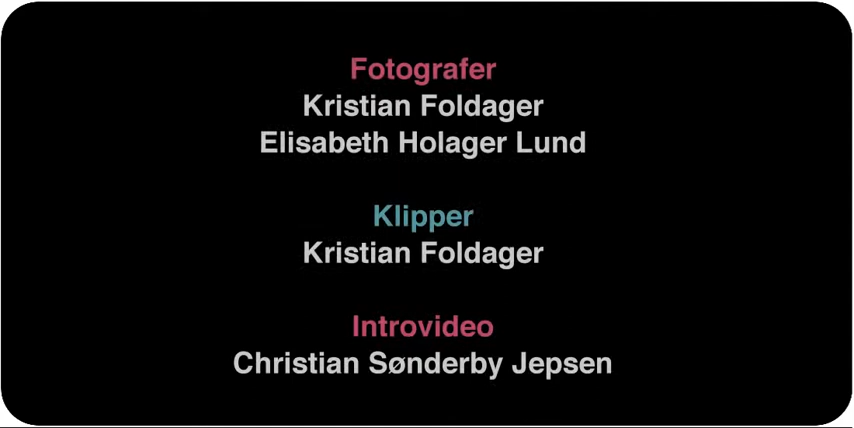 Fotografer
Kristian Foldager
Elisabeth Holager Lund
Klipper
Kristian Foldager
Introvideo
Christian Sønderby Jepsen